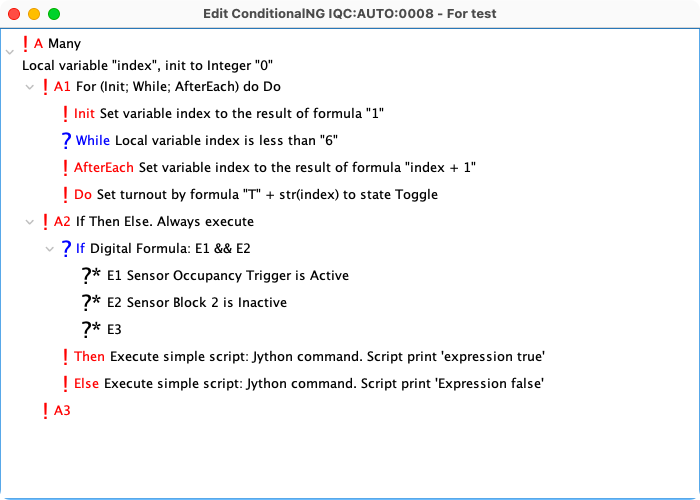 Edit ConditionalNG IQC:AUTO:0008 - For test
! A Many
Local variable "index", init to Integer "0"
! A1 For (Init; While; AfterEach) do Do
! Init Set variable index to the result of formula "1"
? While Local variable index is less than "6"
! AfterEach Set variable index to the result of formula "index + 1"
! Do Set turnout by formula "T" + str(index) to state Toggle
! A2 If Then Else. Always execute
? If Digital Formula: E1 && E2
?* E1 Sensor Occupancy Trigger is Active
?* E2 Sensor Block 2 is Inactive
?* E3
! Then Execute simple script: Jython command. Script print 'expression true'
! Else Execute simple script: Jython command. Script print 'Expression false'
! A3